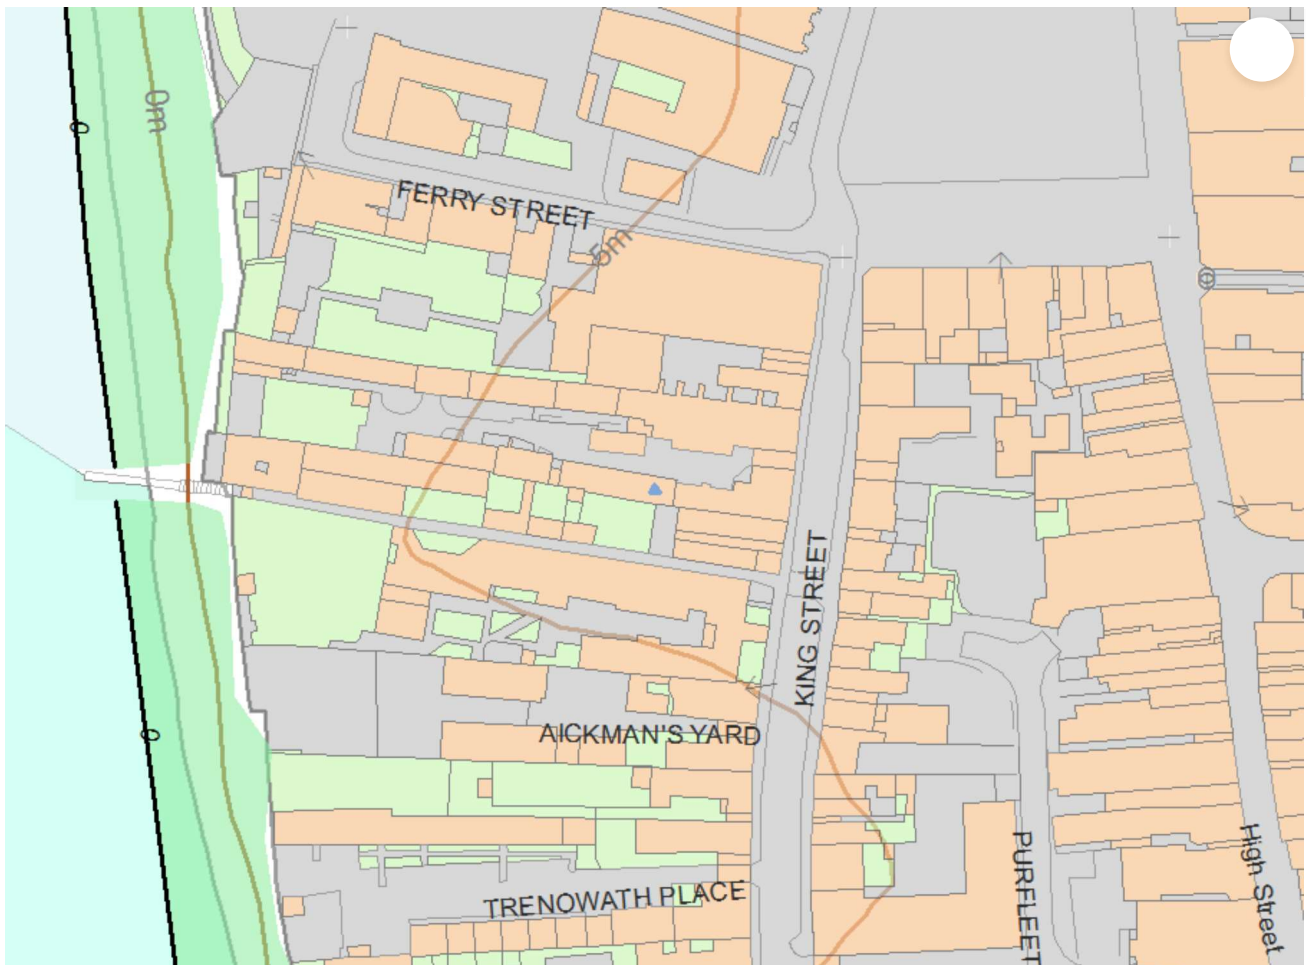 0m
0
FERRY STREET
5m
KING STREET
0
AICKMAN'S YARD
TRENOWATH PLACE
PURFLEET
High Street